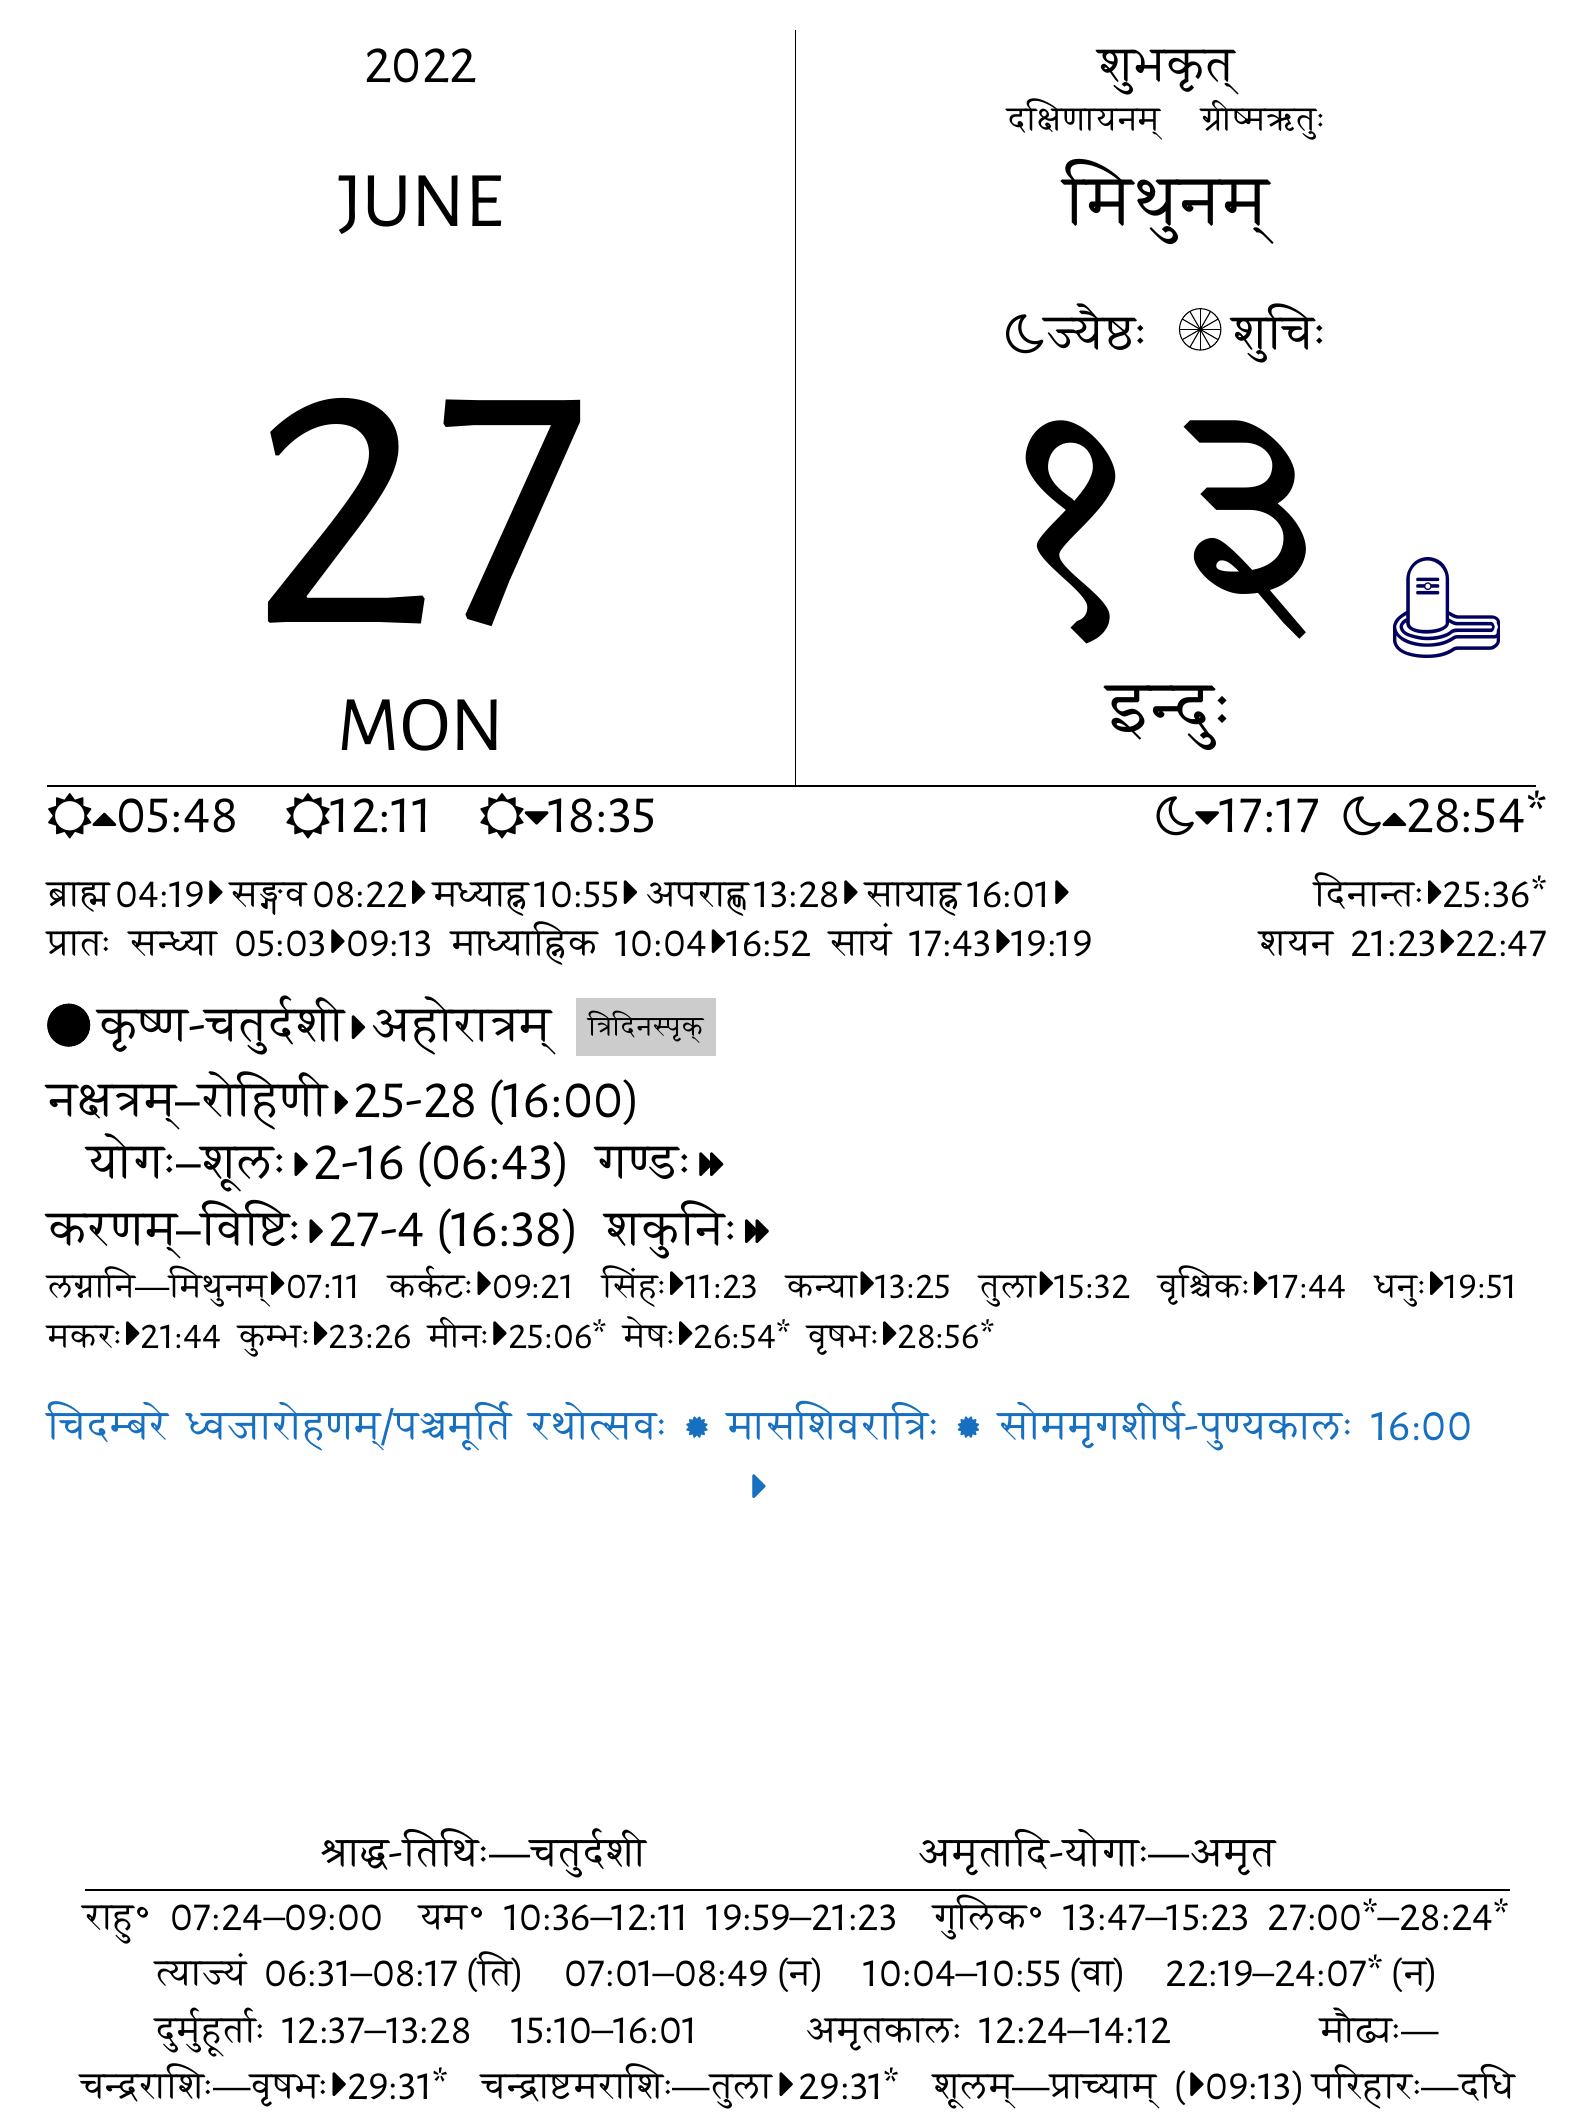 2022
JUNE
27
MON
शुभकृत्
दक्षिणायनम् ग्रीष्मऋतुः
मिथुनम्
ज्यैष्ठः शुचिः
१३
इन्दुः
05:48 12:11 18:35 17:17 28:54*
ब्राह्म 04:19 सङ्गव 08:22 मध्याह्न 10:55 अपराह्ण 13:28 सायाह्न 16:01 दिनान्तः 25:36*
प्रातः सन्ध्या 05:03 09:13 माध्याह्निक 10:04 16:52 सायं 17:43 19:19 शयन 21:23 22:47
कृष्ण-चतुर्दशी अहोरात्रम् त्रिदिनस्पृक्
नक्षत्रम्–रोहिणी 25-28 (16:00)
योगः–शूलः 2-16 (06:43) गण्डः
करणम्–विष्टिः 27-4 (16:38) शकुनिः
लग्नानि—मिथुनम् 07:11 कर्कटः 09:21 सिंहः 11:23 कन्या 13:25 तुला 15:32 वृश्चिकः 17:44 धनुः 19:51
मकरः 21:44 कुम्भः 23:26 मीनः 25:06* मेषः 26:54* वृषभः 28:56*
चिदम्बरे ध्वजारोहणम्/पञ्चमूर्ति रथोत्सवः ✹ मासशिवरात्रिः ✹ सोममृगशीर्ष-पुण्यकालः 16:00
श्राद्ध-तिथिः—चतुर्दशी अमृतादि-योगाः—अमृत
राहु॰ 07:24–09:00 यम॰ 10:36–12:11 19:59–21:23 गुलिक॰ 13:47–15:23 27:00*–28:24*
त्याज्यं 06:31–08:17 (ति) 07:01–08:49 (न) 10:04–10:55 (वा) 22:19–24:07* (न)
दुर्मुहूर्ताः 12:37–13:28 15:10–16:01 अमृतकालः 12:24–14:12 मौढ्यः—
चन्द्रराशिः—वृषभः 29:31* चन्द्राष्टमराशिः—तुला 29:31* शूलम्—प्राच्याम् (09:13) परिहारः—दधि